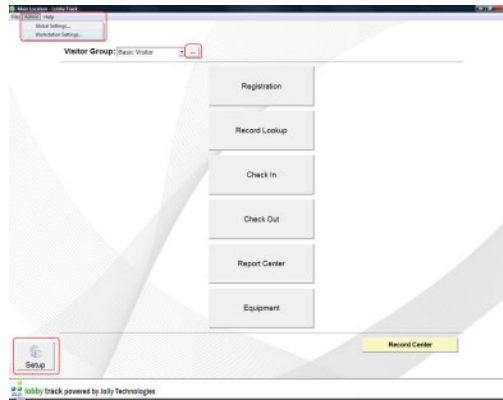 Main Location - Lobby Track
File Admin Help
Global Settings...
Workstation Settings...
Visitor Group: Basic Visitor ...
Registration
Record Lookup
Check In
Check Out
Report Center
Equipment
Record Center
Setup
lobby track powered by Jolly Technologies